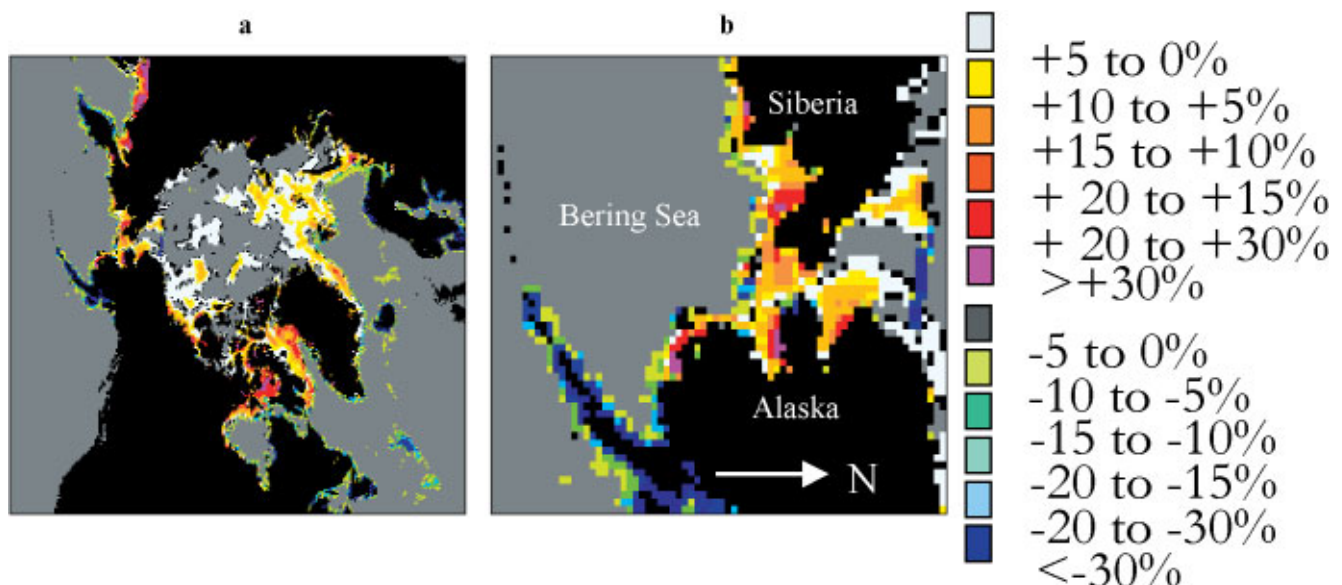 a
b
Siberia
Bering Sea
Alaska
N
+5 to 0%
+10 to +5%
+15 to +10%
+ 20 to +15%
+ 20 to +30%
>+30%
-5 to 0%
-10 to -5%
-15 to -10%
-20 to -15%
-20 to -30%
<-30%